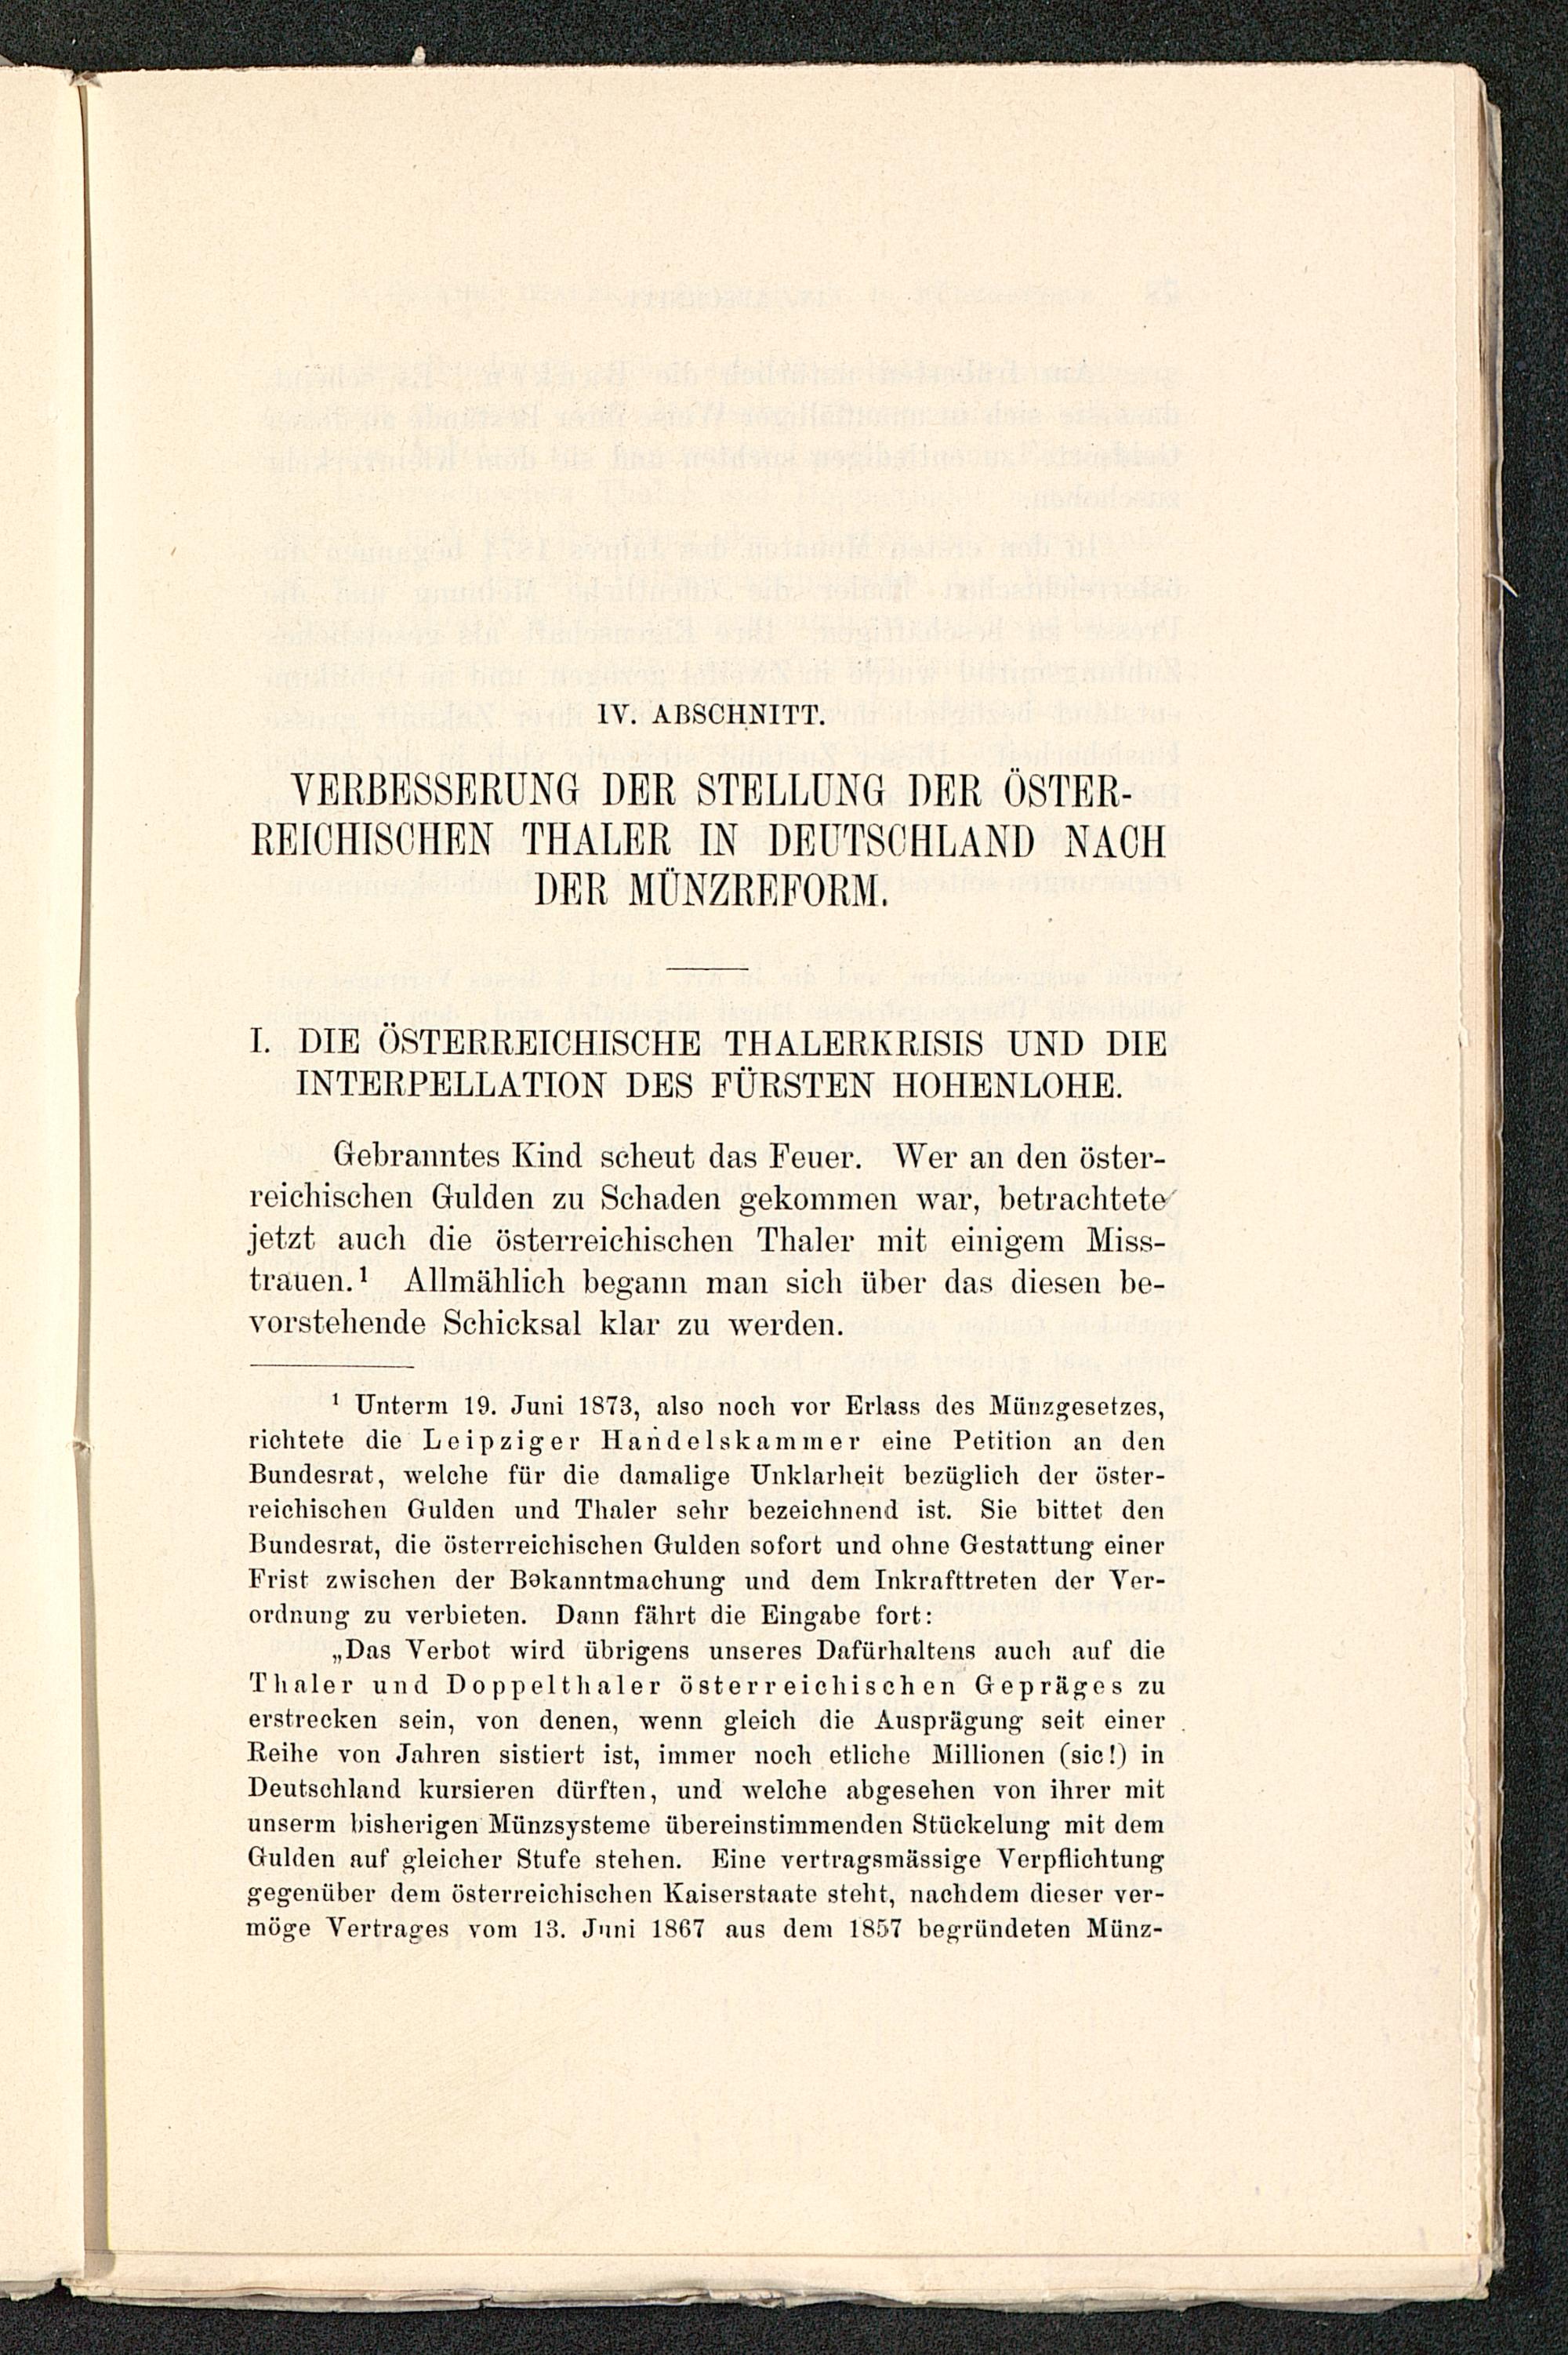 IV. ABSCHNITT.
VERBESSERUNG DER STELLUNG DER ÖSTER-
REICHISCHEN THALER IN DEUTSCHLAND NACH
DER MÜNZREFORM.
I. DIE ÖSTERREICHISCHE THALERKRISIS UND DIE
INTERPELLATION DES FÜRSTEN HOHENLOHE.
Gebranntes Kind scheut das Feuer. Wer an den öster-
reichischen Gulden zu Schaden gekommen war, betrachtete
jetzt auch die österreichischen Thaler mit einigem Miss-
trauen.¹ Allmählich begann man sich über das diesen be-
vorstehende Schicksal klar zu werden.
¹ Unterm 19. Juni 1873, also noch vor Erlass des Münzgesetzes,
richtete die Leipziger Handelskammer eine Petition an den
Bundesrat, welche für die damalige Unklarheit bezüglich der öster-
reichischen Gulden und Thaler sehr bezeichnend ist. Sie bittet den
Bundesrat, die österreichischen Gulden sofort und ohne Gestattung einer
Frist zwischen der Bekanntmachung und dem Inkrafttreten der Ver-
ordnung zu verbieten. Dann fährt die Eingabe fort:
„Das Verbot wird übrigens unseres Dafürhaltens auch auf die
Thaler und Doppelthaler österreichischen Gepräges zu
erstrecken sein, von denen, wenn gleich die Ausprägung seit einer
Reihe von Jahren sistiert ist, immer noch etliche Millionen (sic!) in
Deutschland kursieren dürften, und welche abgesehen von ihrer mit
unserm bisherigen Münzsysteme übereinstimmenden Stückelung mit dem
Gulden auf gleicher Stufe stehen. Eine vertragsmässige Verpflichtung
gegenüber dem österreichischen Kaiserstaate steht, nachdem dieser ver-
möge Vertrages vom 13. Juni 1867 aus dem 1857 begründeten Münz-